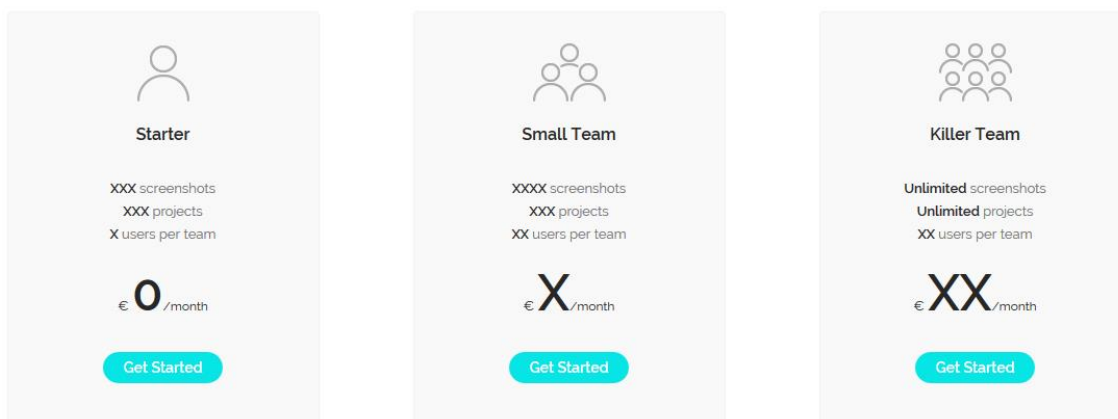 Starter
XXX screenshots
XXX projects
X users per team
€ 0/month
Get Started
Small Team
XXXX screenshots
XXX projects
XX users per team
€ X/month
Get Started
Killer Team
Unlimited screenshots
Unlimited projects
XX users per team
€ XX/month
Get Started